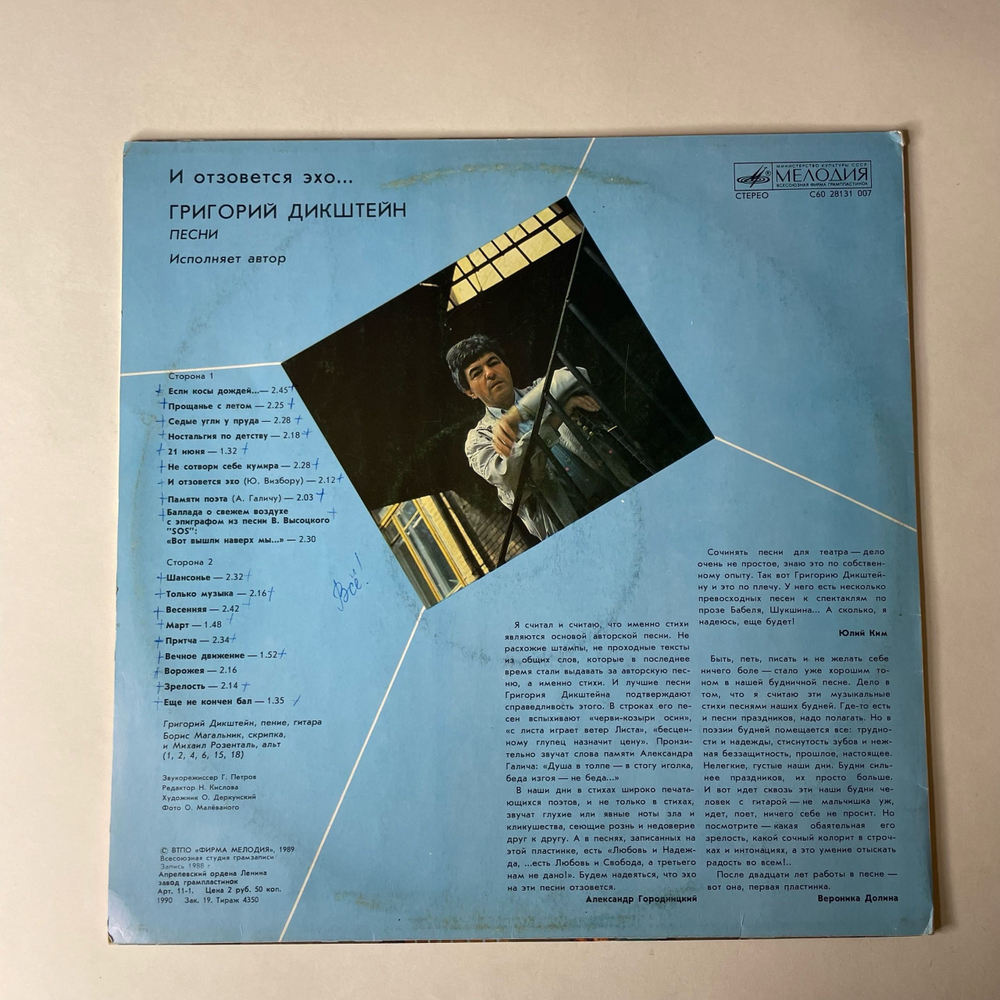 И отзовется эхо...
ГРИГОРИЙ ДИКШТЕЙН
ПЕСНИ
Исполняет автор
МИНИСТЕРСТВО КУЛЬТУРЫ СССР
МЕЛОДИЯ
ВСЕСОЮЗНАЯ ФИРМА ГРАМПЛАСТИНОК
СТЕРЕО С60 28131 007
Сторона 1
Если косы дождей...— 2.45
Прощанье с летом — 2.25
Седые угли у пруда — 2.28
Ностальгия по детству — 2.18
21 июня — 1.32
Не сотвори себе кумира — 2.28
И отзовется эхо (Ю. Визбору) — 2.12
Памяти поэта (А. Галичу) — 2.03
Баллада о свежем воздухе
с эпиграфом из песни В. Высоцкого
"SOS":
«Вот вышли наверх мы...» — 2.30
Сторона 2
Шансонье — 2.32
Только музыка — 2.16
Весенняя — 2.42
Март — 1.48
Притча — 2.34
Вечное движение — 1.52
Ворожея — 2.16
Зрелость — 2.14
Еще не кончен бал — 1.35
Всё!
Григорий Дикштейн, пение, гитара
Борис Магальник, скрипка,
и Михаил Розенталь, альт
(1, 2, 4, 6, 15, 18)
Звукорежиссер Г. Петров
Редактор Н. Кислова
Художник О. Деркунский
Фото О. Малёваного
© ВТПО «ФИРМА МЕЛОДИЯ», 1989
Всесоюзная студия грамзаписи
Запись 1988 г.
Апрелевский ордена Ленина
завод грампластинок
Арт. 11-1. Цена 2 руб. 50 коп.
1990 Зак. 19. Тираж 4350
Я считал и считаю, что именно стихи
являются основой авторской песни. Не
расхожие штампы, не проходные тексты
из общих слов, которые в последнее
время стали выдавать за авторскую пес-
ню, а именно стихи. И лучшие песни
Григория Дикштейна подтверждают
справедливость этого. В строках его пе-
сен вспыхивают «черви-козыри осин»,
«с листа играет ветер Листа», «бесцен-
ному глупец назначит цену». Пронзи-
тельно звучат слова памяти Александра
Галича: «Душа в толпе — в стогу иголка,
беда изгоя — не беда...»
В наши дни в стихах широко печата-
ющихся поэтов, и не только в стихах,
звучат глухие или явные ноты зла и
кликушества, сеющие рознь и недоверие
друг к другу. А в песнях, записанных на
этой пластинке, есть «Любовь и Надеж-
да, ...есть Любовь и Свобода, а третьего
нам не дано!». Будем надеяться, что эхо
на эти песни отзовется.
Александр Городницкий
Сочинять песни для театра — дело
очень не простое, знаю это по собствен-
ному опыту. Так вот Григорию Дикштей-
ну и это по плечу. У него есть несколько
превосходных песен к спектаклям по
прозе Бабеля, Шукшина... А сколько, я
надеюсь, еще будет!
Юлий Ким
Быть, петь, писать и не желать себе
ничего боле — стало уже хорошим то-
ном в нашей будничной песне. Дело в
том, что я считаю эти музыкальные
стихи песнями наших будней. Где-то есть
и песни праздников, надо полагать. Но в
поэзии будней помещается все: трудно-
сти и надежды, стиснутость зубов и неж-
ная беззащитность, прошлое, настоящее.
Нелегкие, густые наши дни. Будни силь-
нее праздников, их просто больше.
И вот идет сквозь эти наши будни че-
ловек с гитарой — не мальчишка уж,
идет, поет, ничего себе не просит. Но
посмотрите — какая обаятельная его
зрелость, какой сочный колорит в строч-
ках и интонациях, а это умение отыскать
радость во всем!..
После двадцати лет работы в песне —
вот она, первая пластинка.
Вероника Долина